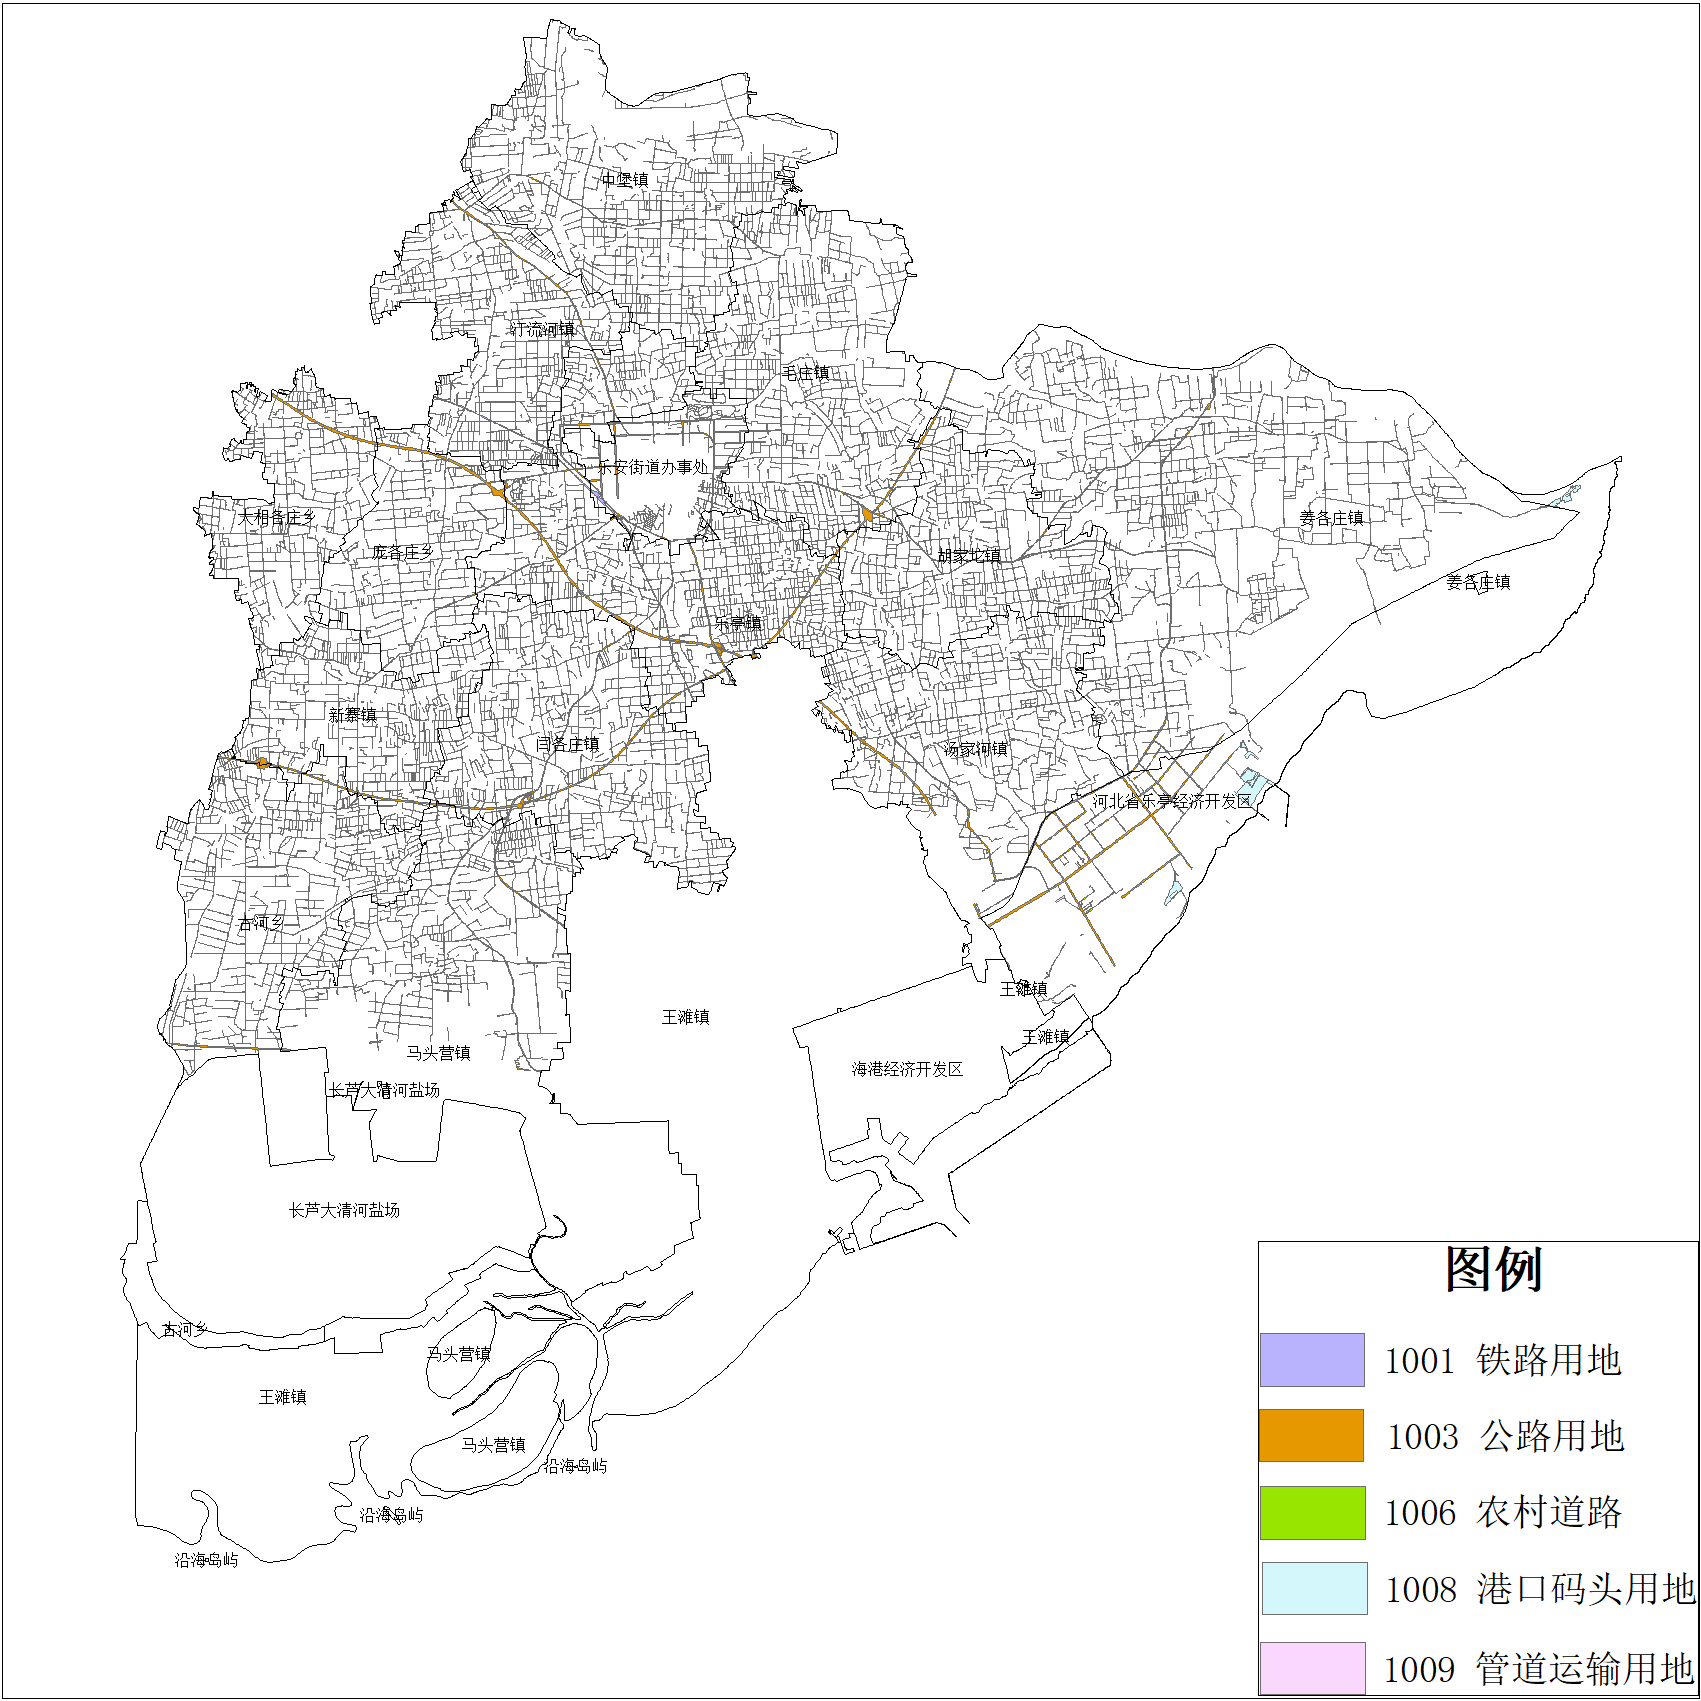 中堡镇
汀流河镇
毛庄镇
乐安街道办事处
大相各庄乡
庞各庄乡
姜各庄镇
胡家坨镇
姜各庄镇
乐亭镇
新寨镇
闫各庄镇
汤家河镇
河北省乐亭经济开发区
古河乡
王滩镇
王滩镇
王滩镇
马头营镇
海港经济开发区
长芦大清河盐场
长芦大清河盐场
古河乡
马头营镇
王滩镇
马头营镇
沿海岛屿
沿海岛屿
沿海岛屿
图例
1001 铁路用地
1003 公路用地
1006 农村道路
1008 港口码头用地
1009 管道运输用地